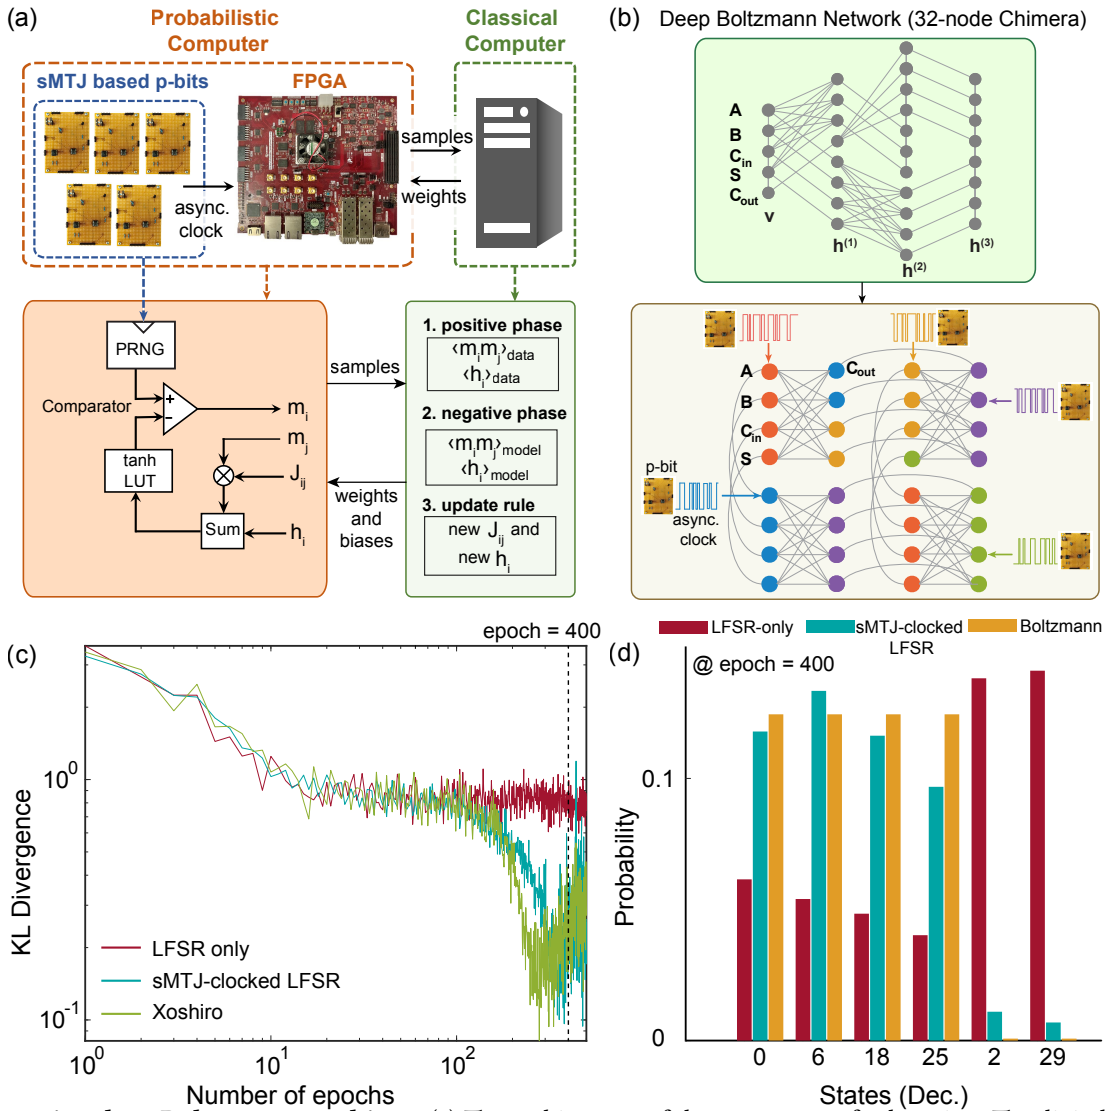 (a)
Probabilistic
Computer
Classical
Computer
sMTJ based p-bits
FPGA
samples
weights
async.
clock
PRNG
Comparator
+
−
tanh
LUT
Sum
m_i
m_j
J_ij
h_i
samples
weights
and
biases
1. positive phase
⟨m_i m_j⟩_data
⟨h_i⟩_data
2. negative phase
⟨m_i m_j⟩_model
⟨h_i⟩_model
3. update rule
new J_ij and
new h_i
(b) Deep Boltzmann Network (32-node Chimera)
A
B
C_in
S
C_out
v
h^(1)
h^(2)
h^(3)
A
B
C_in
S
C_out
p-bit
async.
clock
(c)
epoch = 400
KL Divergence
10^0
10^-1
LFSR only
sMTJ-clocked LFSR
Xoshiro
10^0 10^1 10^2
Number of epochs
LFSR-only sMTJ-clocked LFSR Boltzmann
(d)
@ epoch = 400
Probability
0.1
0
0 6 18 25 2 29
States (Dec.)